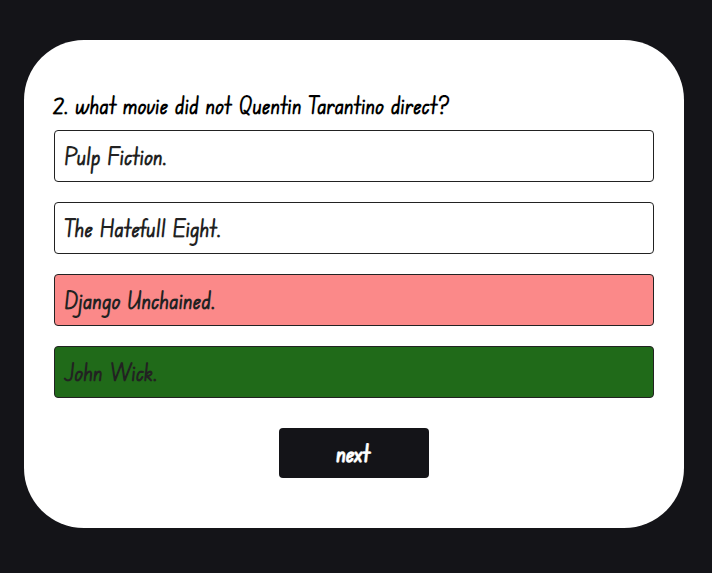 2. what movie did not Quentin Tarantino direct?
Pulp Fiction.
The Hatefull Eight.
Django Unchained.
John Wick.
next